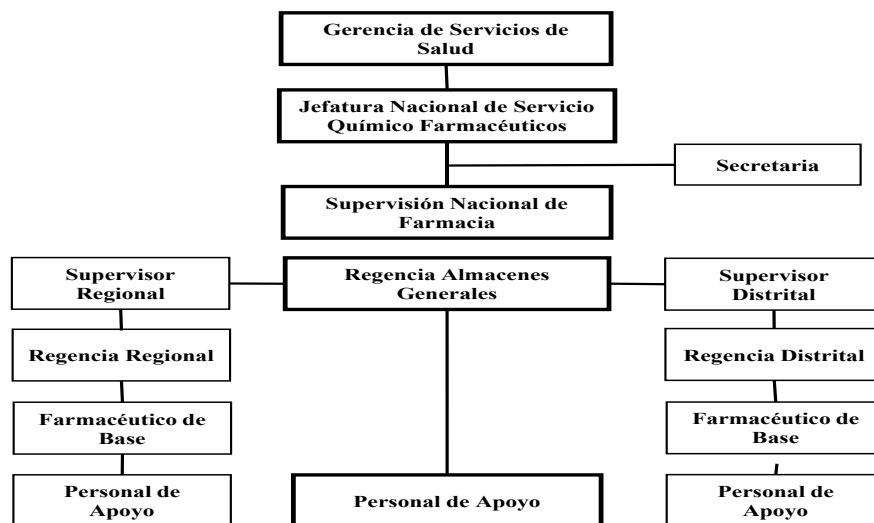 Gerencia de Servicios de
Salud
Jefatura Nacional de Servicio
Químico Farmacéuticos
Secretaria
Supervisión Nacional de
Farmacia
Supervisor
Regional
Regencia Almacenes
Generales
Supervisor
Distrital
Regencia Regional
Regencia Distrital
Farmacéutico de
Base
Farmacéutico de
Base
Personal de
Apoyo
Personal de Apoyo
Personal de
Apoyo